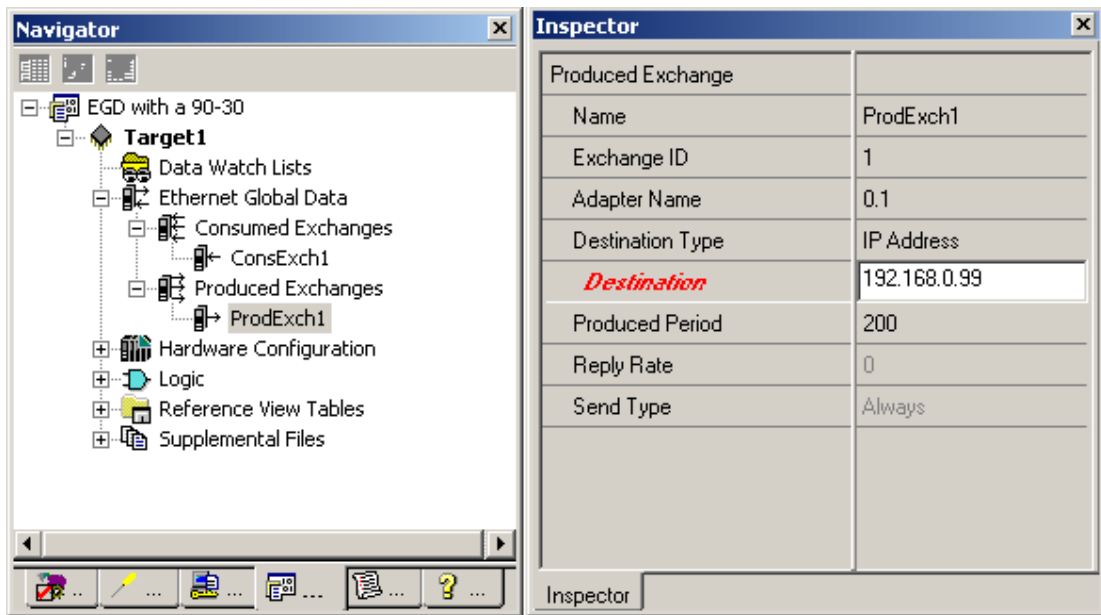 Navigator
EGD with a 90-30
Target1
Data Watch Lists
Ethernet Global Data
Consumed Exchanges
ConsExch1
Produced Exchanges
ProdExch1
Hardware Configuration
Logic
Reference View Tables
Supplemental Files
.. ... ... ... ... ? ...
Inspector
Produced Exchange
Name ProdExch1
Exchange ID 1
Adapter Name 0.1
Destination Type IP Address
Destination 192.168.0.99
Produced Period 200
Reply Rate 0
Send Type Always
Inspector